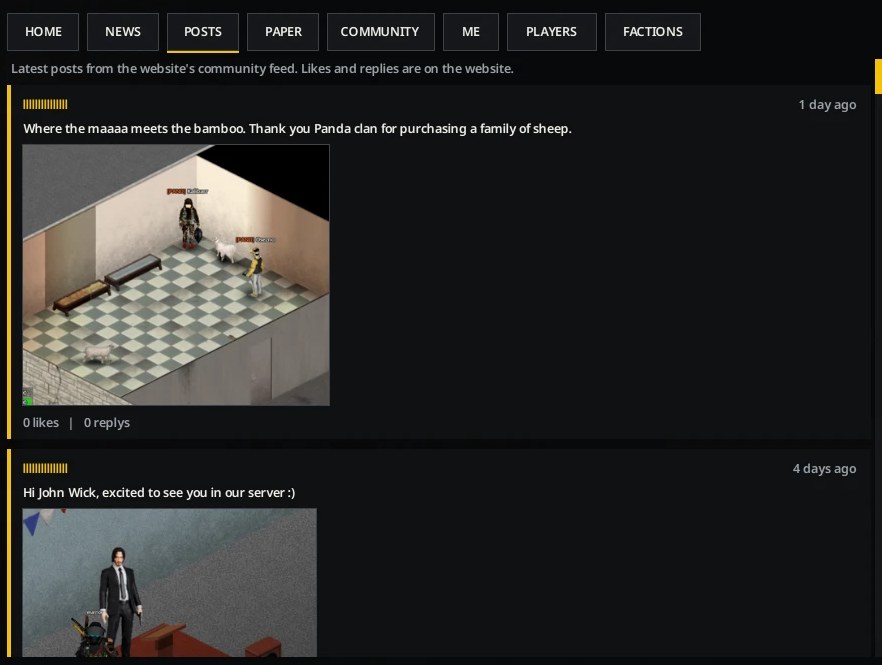 HOME NEWS POSTS PAPER COMMUNITY ME PLAYERS FACTIONS
Latest posts from the website's community feed. Likes and replies are on the website.
1 day ago
Where the maaaa meets the bamboo. Thank you Panda clan for purchasing a family of sheep.
0 likes | 0 replys
4 days ago
Hi John Wick, excited to see you in our server :)